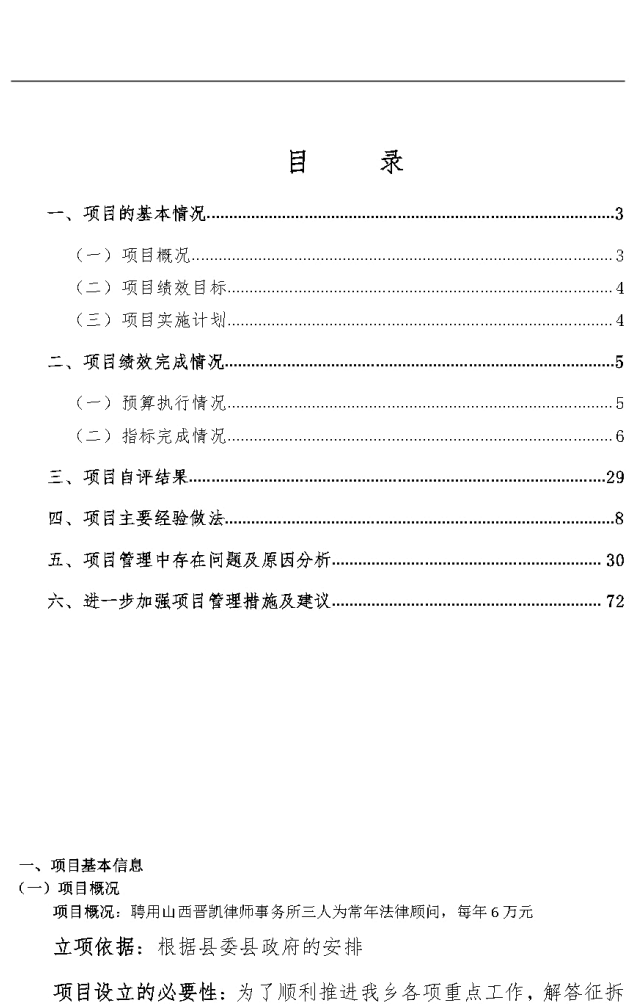 目 录
一、项目的基本情况........................3
（一）项目概况........................3
（二）项目绩效目标........................4
（三）项目实施计划........................4
二、项目绩效完成情况........................5
（一）预算执行情况........................5
（二）指标完成情况........................6
三、项目自评结果........................29
四、项目主要经验做法........................8
五、项目管理中存在问题及原因分析........................30
六、进一步加强项目管理措施及建议........................72
一、项目基本信息
（一）项目概况
项目概况：聘用山西晋凯律师事务所三人为常年法律顾问，每年6万元
立项依据：根据县委县政府的安排
项目设立的必要性：为了顺利推进我乡各项重点工作，解答征拆